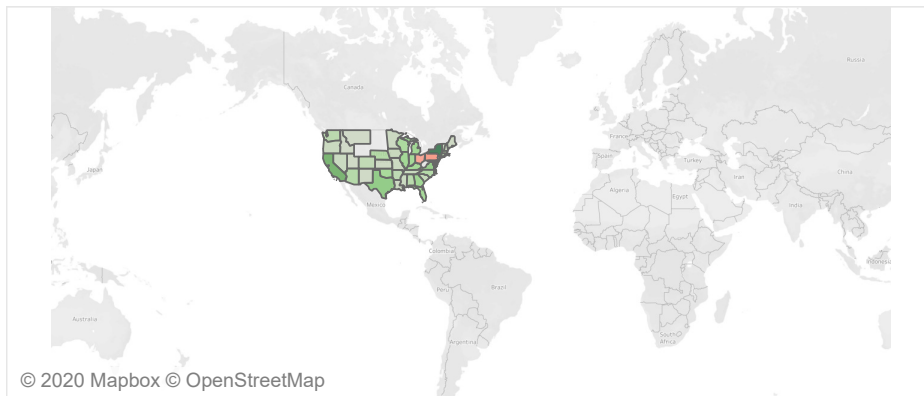 Russia
Canada
France
Spain
Turkey
Japan
Iran
China
Algeria
Egypt
India
Mexico
Colombia
Indonesia
Peru
Brazil
Australia
South
Africa
Argentina
© 2020 Mapbox © OpenStreetMap